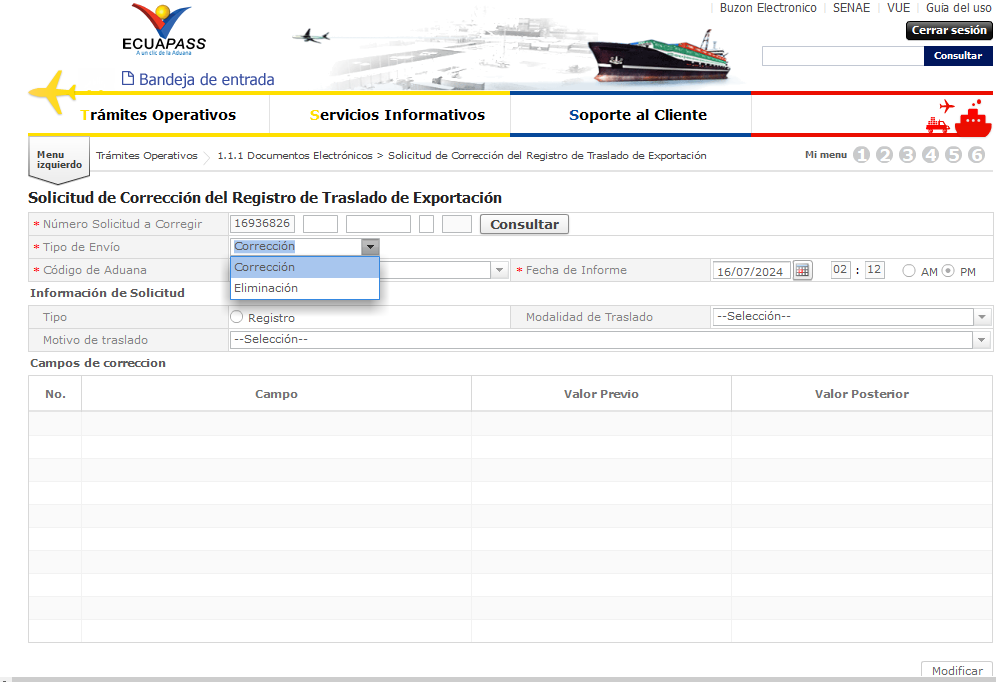 Buzon Electronico | SENAE | VUE | Guía del uso
Cerrar sesión
Consultar
ECUAPASS
A un clic de la Aduana
Bandeja de entrada
Trámites Operativos
Servicios Informativos
Soporte al Cliente
Menu izquierdo
Trámites Operativos
1.1.1 Documentos Electrónicos > Solicitud de Corrección del Registro de Traslado de Exportación
Mi menu 1 2 3 4 5 6
Solicitud de Corrección del Registro de Traslado de Exportación
* Número Solicitud a Corregir 16936826 Consultar
* Tipo de Envío Corrección
Corrección
Eliminación
* Código de Aduana * Fecha de Informe 16/07/2024 02 : 12 AM PM
Información de Solicitud
Tipo Registro Modalidad de Traslado --Selección--
Motivo de traslado --Selección--
Campos de correccion
No. Campo Valor Previo Valor Posterior
Modificar